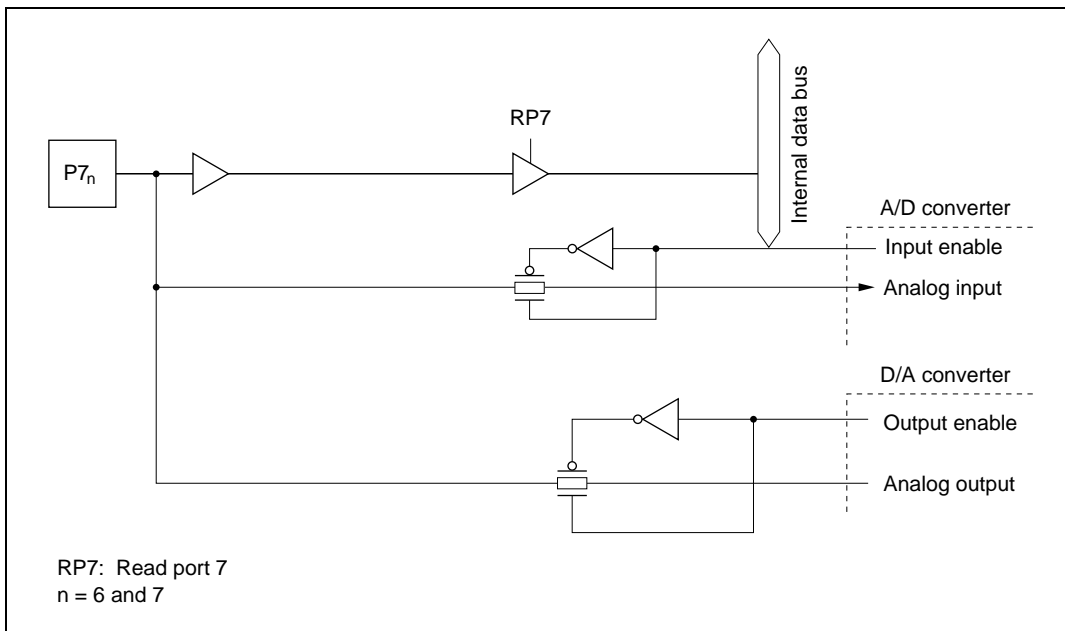 RP7
P7n
Internal data bus
A/D converter
Input enable
Analog input
D/A converter
Output enable
Analog output
RP7: Read port 7
n = 6 and 7